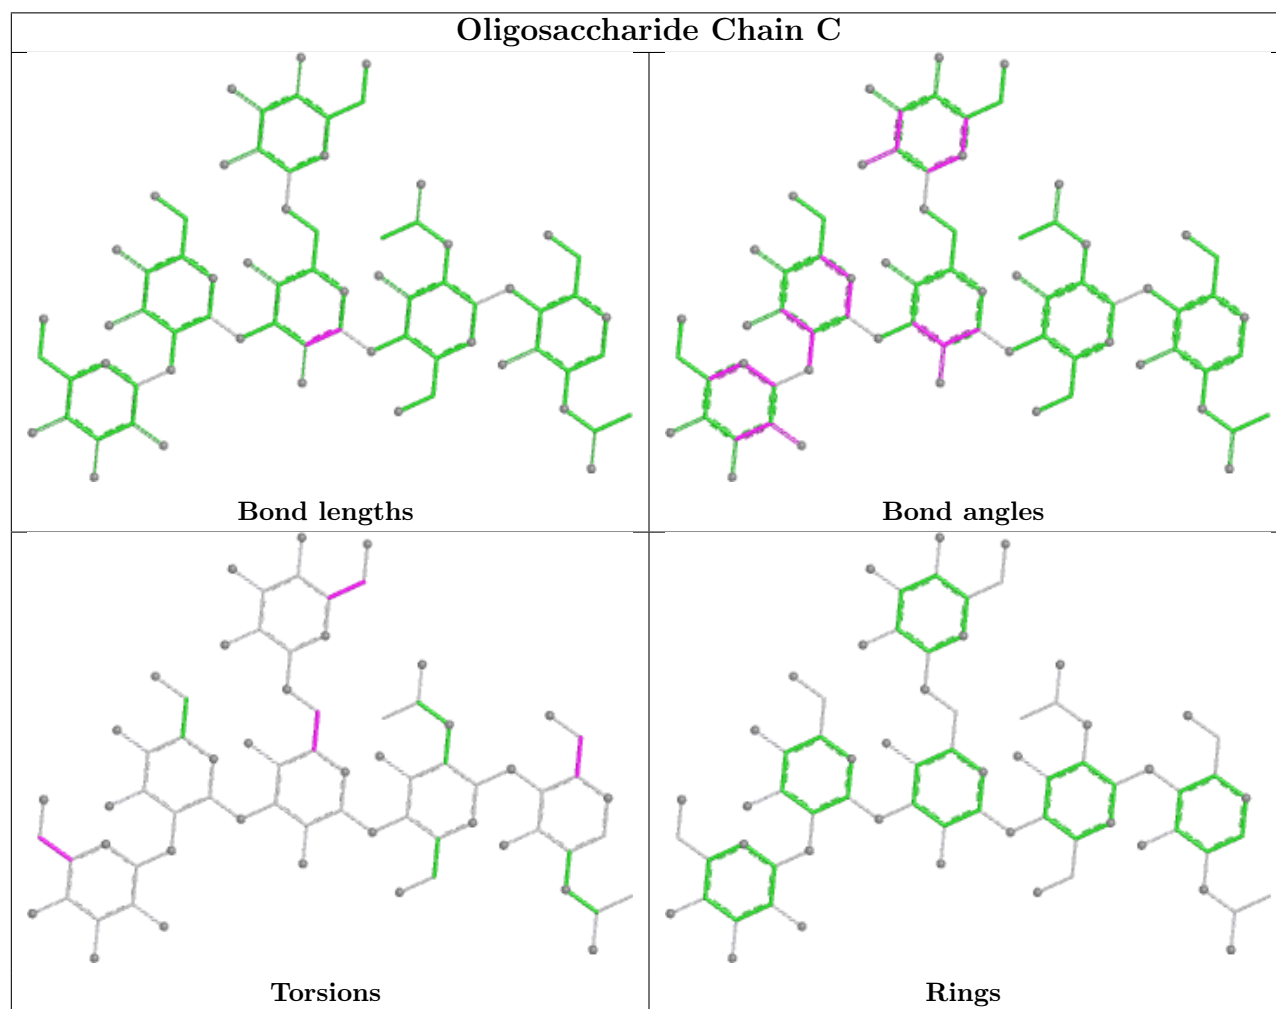 Oligosaccharide Chain C
Bond lengths
Bond angles
Torsions
Rings